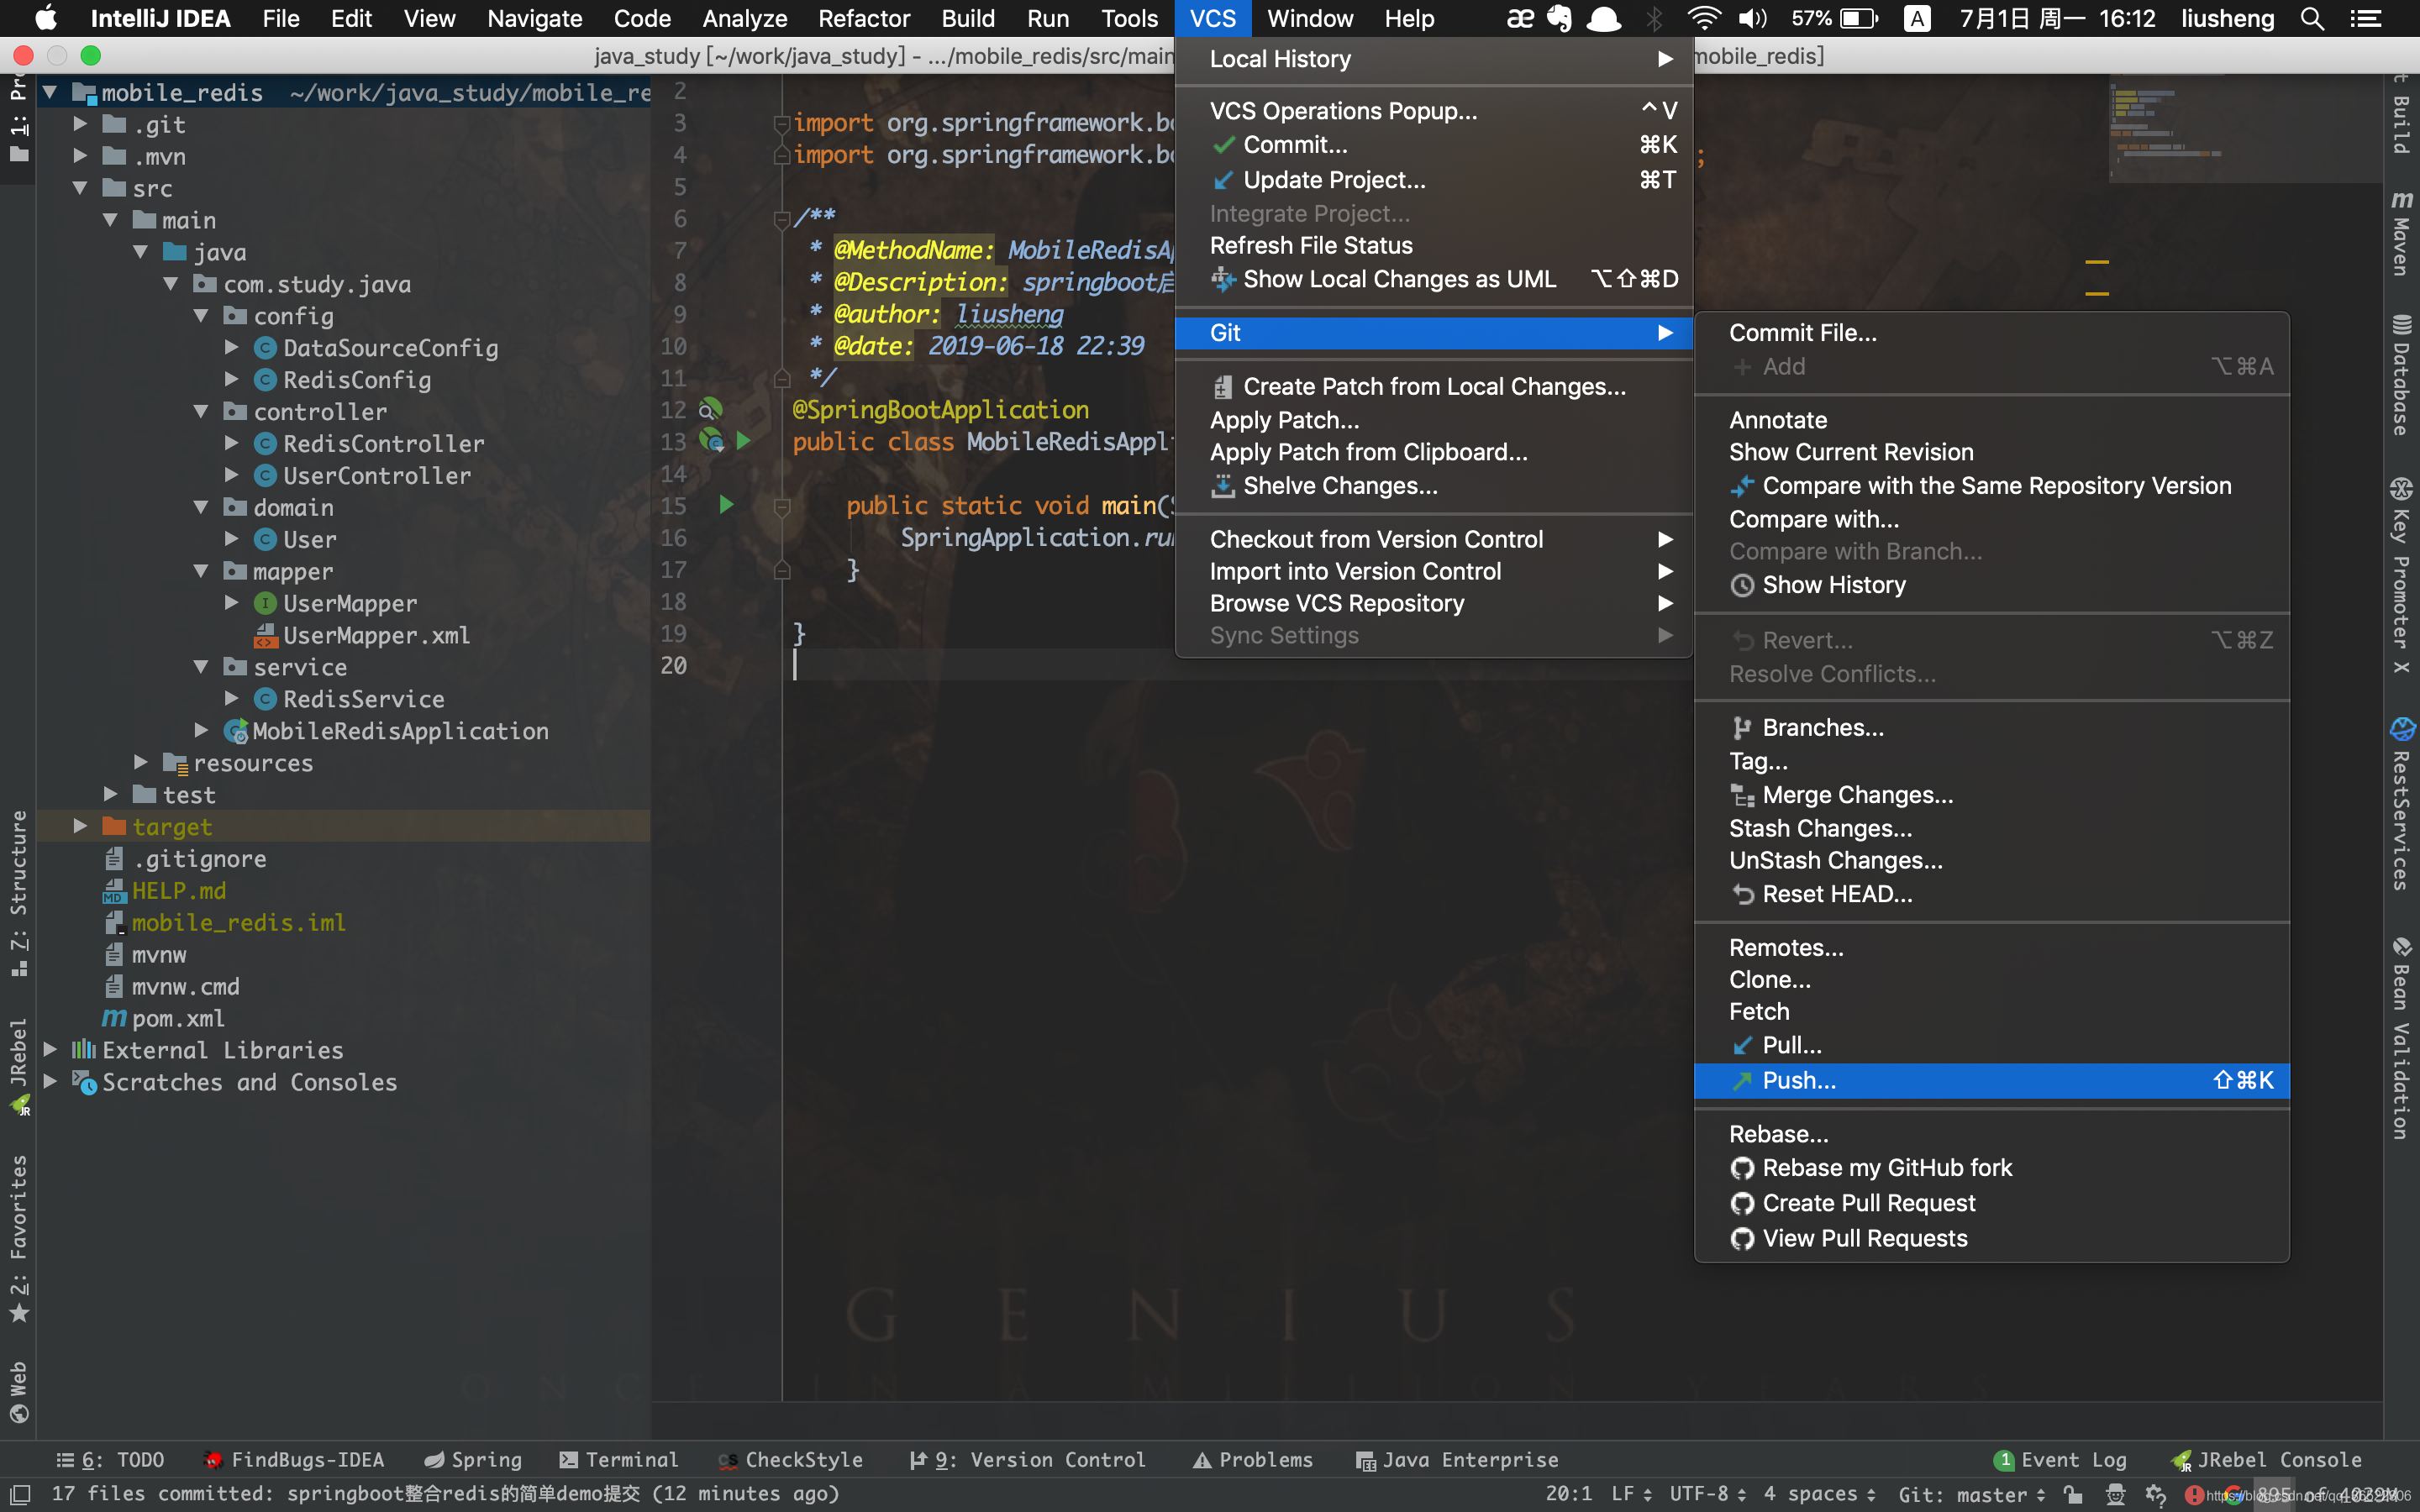 IntelliJ IDEA File Edit View Navigate Code Analyze Refactor Build Run Tools VCS Window Help 57% A 7月1日 周一 16:12 liusheng
java_study [~/work/java_study] - .../mobile_redis/src/main
mobile_redis]
mobile_redis ~/work/java_study/mobile_re
.git
.mvn
src
main
java
com.study.java
config
DataSourceConfig
RedisConfig
controller
RedisController
UserController
domain
User
mapper
UserMapper
UserMapper.xml
service
RedisService
MobileRedisApplication
resources
test
target
.gitignore
HELP.md
mobile_redis.iml
mvnw
mvnw.cmd
pom.xml
External Libraries
Scratches and Consoles
1: Pr
7: Structure
JRebel
2: Favorites
Web
2
3 import org.springframework.bo
4 import org.springframework.bo ;
5
6 /**
7 * @MethodName: MobileRedisAp
8 * @Description: springboot启
9 * @author: liusheng
10 * @date: 2019-06-18 22:39
11 */
12 @SpringBootApplication
13 public class MobileRedisAppli
14
15 public static void main(S
16 SpringApplication.run
17 }
18
19 }
20
Local History
VCS Operations Popup... ^V
Commit... ⌘K
Update Project... ⌘T
Integrate Project...
Refresh File Status
Show Local Changes as UML ⌥⇧⌘D
Git
Create Patch from Local Changes...
Apply Patch...
Apply Patch from Clipboard...
Shelve Changes...
Checkout from Version Control
Import into Version Control
Browse VCS Repository
Sync Settings
Commit File...
Add ⌥⌘A
Annotate
Show Current Revision
Compare with the Same Repository Version
Compare with...
Compare with Branch...
Show History
Revert... ⌥⌘Z
Resolve Conflicts...
Branches...
Tag...
Merge Changes...
Stash Changes...
UnStash Changes...
Reset HEAD...
Remotes...
Clone...
Fetch
Pull...
Push... ⇧⌘K
Rebase...
Rebase my GitHub fork
Create Pull Request
View Pull Requests
t Build
Maven
Database
Key Promoter X
RestServices
Bean Validation
GENIUS
6: TODO FindBugs-IDEA Spring Terminal CheckStyle 9: Version Control Problems Java Enterprise 1 Event Log JRebel Console
17 files committed: springboot整合redis的简单demo提交 (12 minutes ago) 20:1 LF UTF-8 4 spaces Git: master